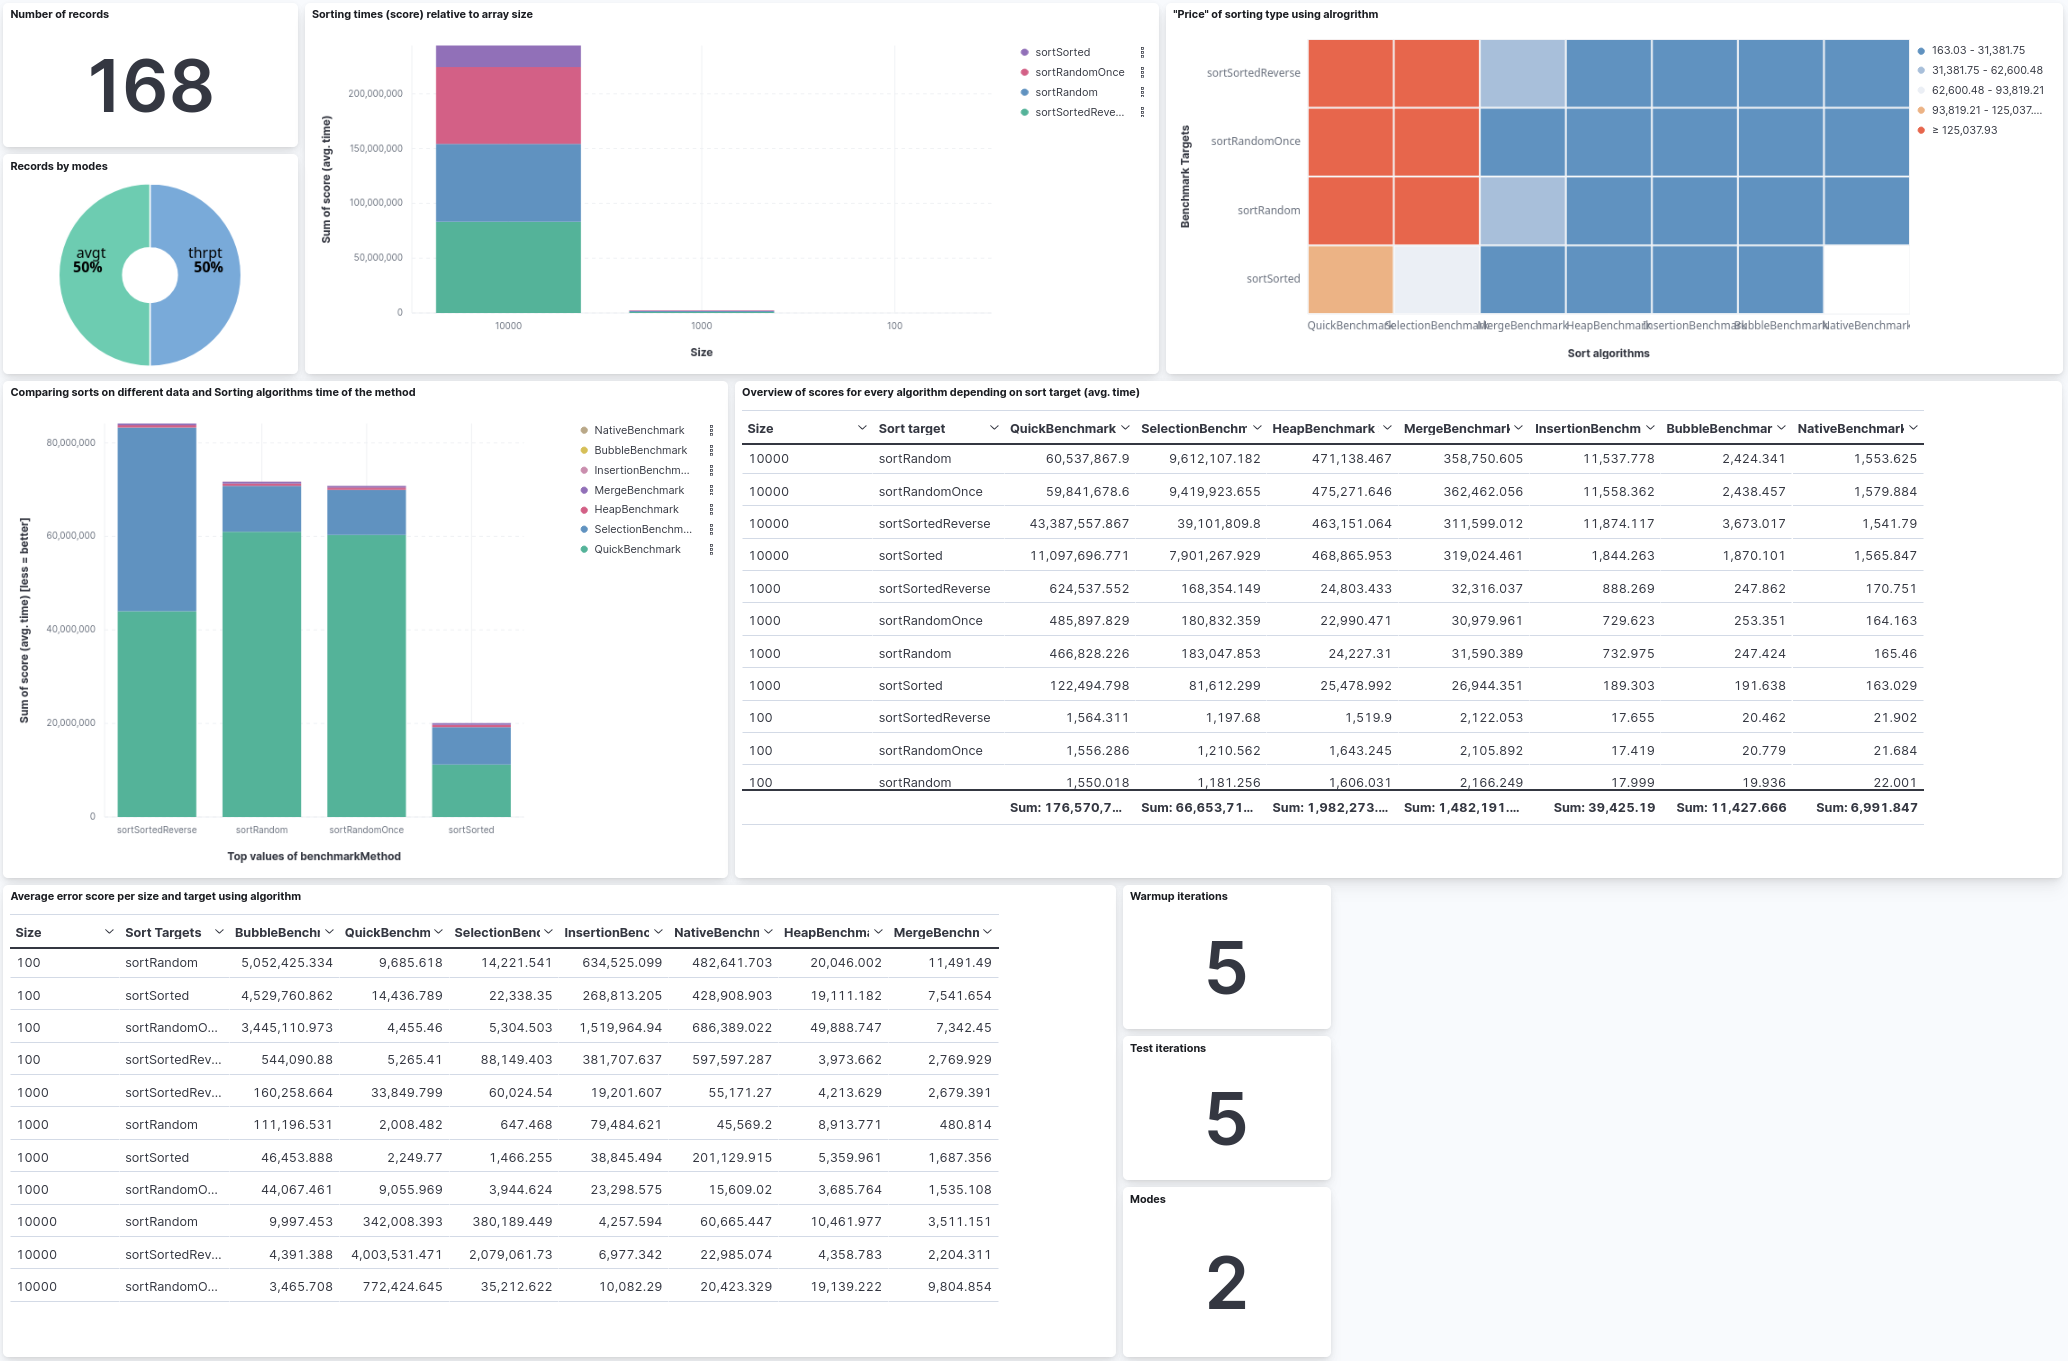 Number of records
168
Records by modes
avgt
50%
thrpt
50%
Sorting times (score) relative to array size
Sum of score (avg. time)
200,000,000
150,000,000
100,000,000
50,000,000
0
10000
1000
100
Size
sortSorted
sortRandomOnce
sortRandom
sortSortedReve...
"Price" of sorting type using alrogrithm
Benchmark Targets
sortSortedReverse
sortRandomOnce
sortRandom
sortSorted
QuickBenchmark
SelectionBenchmark
MergeBenchmark
HeapBenchmark
InsertionBenchmark
BubbleBenchmark
NativeBenchmark
Sort algorithms
163.03 - 31,381.75
31,381.75 - 62,600.48
62,600.48 - 93,819.21
93,819.21 - 125,037....
≥ 125,037.93
Comparing sorts on different data and Sorting algorithms time of the method
Sum of score (avg. time) [less = better]
80,000,000
60,000,000
40,000,000
20,000,000
0
sortSortedReverse
sortRandom
sortRandomOnce
sortSorted
Top values of benchmarkMethod
NativeBenchmark
BubbleBenchmark
InsertionBenchm...
MergeBenchmark
HeapBenchmark
SelectionBenchm...
QuickBenchmark
Overview of scores for every algorithm depending on sort target (avg. time)
Size Sort target QuickBenchmark SelectionBenchm HeapBenchmark MergeBenchmark InsertionBenchm BubbleBenchmar NativeBenchmark
10000 sortRandom 60,537,867.9 9,612,107.182 471,138.467 358,750.605 11,537.778 2,424.341 1,553.625
10000 sortRandomOnce 59,841,678.6 9,419,923.655 475,271.646 362,462.056 11,558.362 2,438.457 1,579.884
10000 sortSortedReverse 43,387,557.867 39,101,809.8 463,151.064 311,599.012 11,874.117 3,673.017 1,541.79
10000 sortSorted 11,097,696.771 7,901,267.929 468,865.953 319,024.461 1,844.263 1,870.101 1,565.847
1000 sortSortedReverse 624,537.552 168,354.149 24,803.433 32,316.037 888.269 247.862 170.751
1000 sortRandomOnce 485,897.829 180,832.359 22,990.471 30,979.961 729.623 253.351 164.163
1000 sortRandom 466,828.226 183,047.853 24,227.31 31,590.389 732.975 247.424 165.46
1000 sortSorted 122,494.798 81,612.299 25,478.992 26,944.351 189.303 191.638 163.029
100 sortSortedReverse 1,564.311 1,197.68 1,519.9 2,122.053 17.655 20.462 21.902
100 sortRandomOnce 1,556.286 1,210.562 1,643.245 2,105.892 17.419 20.779 21.684
100 sortRandom 1,550.018 1,181.256 1,606.031 2,166.249 17.999 19.936 22.001
Sum: 176,570,7... Sum: 66,653,71... Sum: 1,982,273.... Sum: 1,482,191.... Sum: 39,425.19 Sum: 11,427.666 Sum: 6,991.847
Average error score per size and target using algorithm
Size Sort Targets BubbleBenchr QuickBenchm SelectionBenc InsertionBenc NativeBenchn HeapBenchma MergeBenchn
100 sortRandom 5,052,425.334 9,685.618 14,221.541 634,525.099 482,641.703 20,046.002 11,491.49
100 sortSorted 4,529,760.862 14,436.789 22,338.35 268,813.205 428,908.903 19,111.182 7,541.654
100 sortRandomO... 3,445,110.973 4,455.46 5,304.503 1,519,964.94 686,389.022 49,888.747 7,342.45
100 sortSortedRev... 544,090.88 5,265.41 88,149.403 381,707.637 597,597.287 3,973.662 2,769.929
1000 sortSortedRev... 160,258.664 33,849.799 60,024.54 19,201.607 55,171.27 4,213.629 2,679.391
1000 sortRandom 111,196.531 2,008.482 647.468 79,484.621 45,569.2 8,913.771 480.814
1000 sortSorted 46,453.888 2,249.77 1,466.255 38,845.494 201,129.915 5,359.961 1,687.356
1000 sortRandomO... 44,067.461 9,055.969 3,944.624 23,298.575 15,609.02 3,685.764 1,535.108
10000 sortRandom 9,997.453 342,008.393 380,189.449 4,257.594 60,665.447 10,461.977 3,511.151
10000 sortSortedRev... 4,391.388 4,003,531.471 2,079,061.73 6,977.342 22,985.074 4,358.783 2,204.311
10000 sortRandomO... 3,465.708 772,424.645 35,212.622 10,082.29 20,423.329 19,139.222 9,804.854
Warmup iterations
5
Test iterations
5
Modes
2